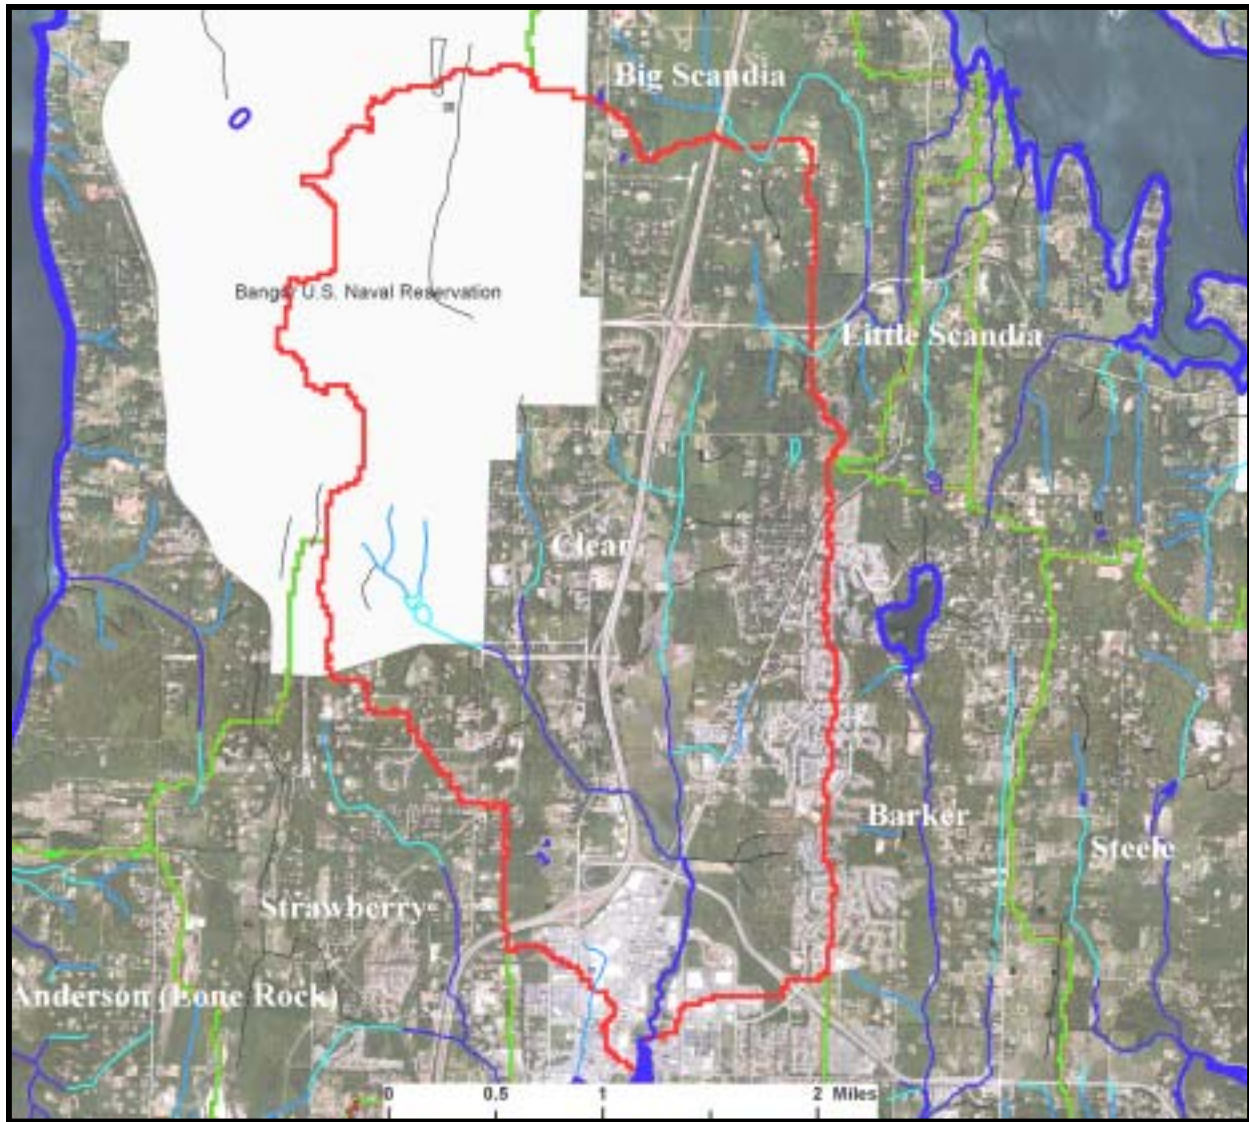 Big Scandia
Bangor U.S. Naval Reservation
Little Scandia
Clear
Barker
Steele
Strawberry
Anderson (Lone Rock)
0 0.5 1 2 Miles